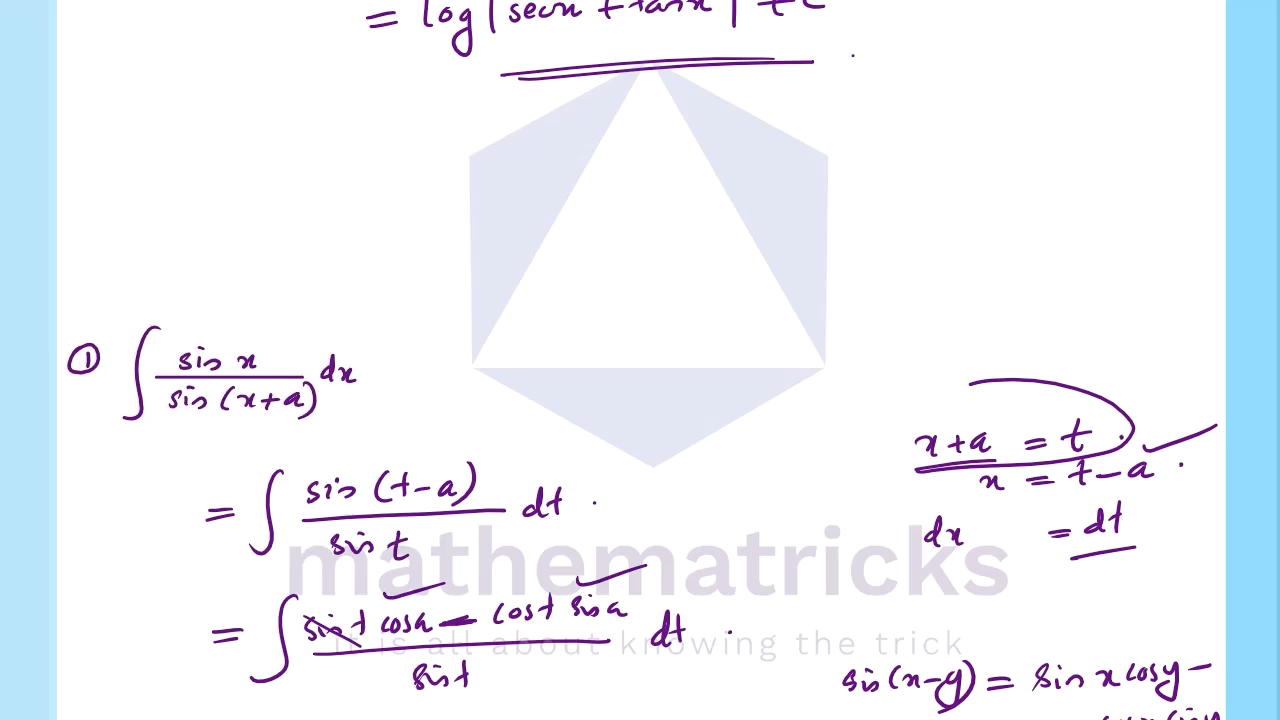 = log | secx + tanx | + c
① ∫ sin x / sin (x+a) dx
x+a = t
x = t-a
= ∫ sin (t-a) / sin t dt
dx = dt
mathematricks
= ∫ sin t cosa - cost sina / sint dt
it is all about knowing the trick
sin(x-y) = sin x cosy -